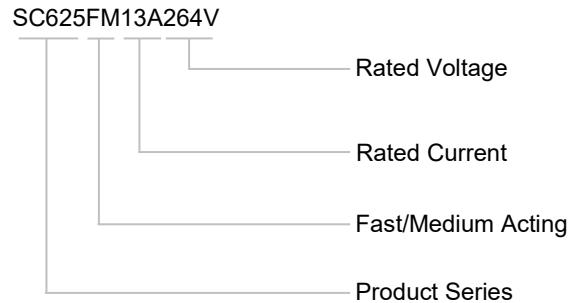 SC625FM13A264V
Rated Voltage
Rated Current
Fast/Medium Acting
Product Series